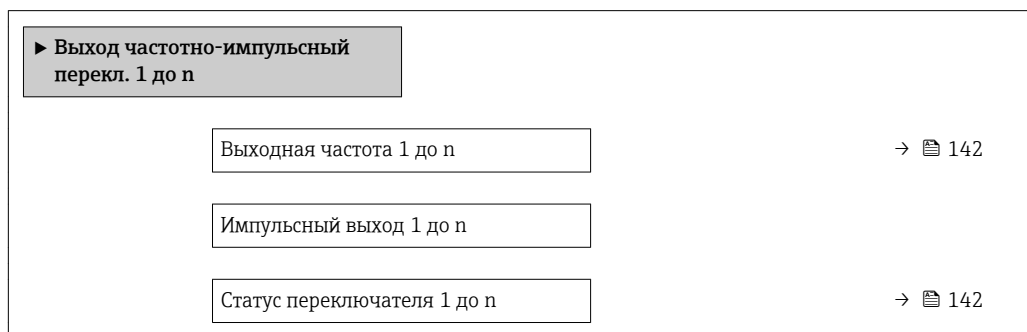 ► Выход частотно-импульсный
перекл. 1 до n
Выходная частота 1 до n → 142
Импульсный выход 1 до n
Статус переключателя 1 до n → 142